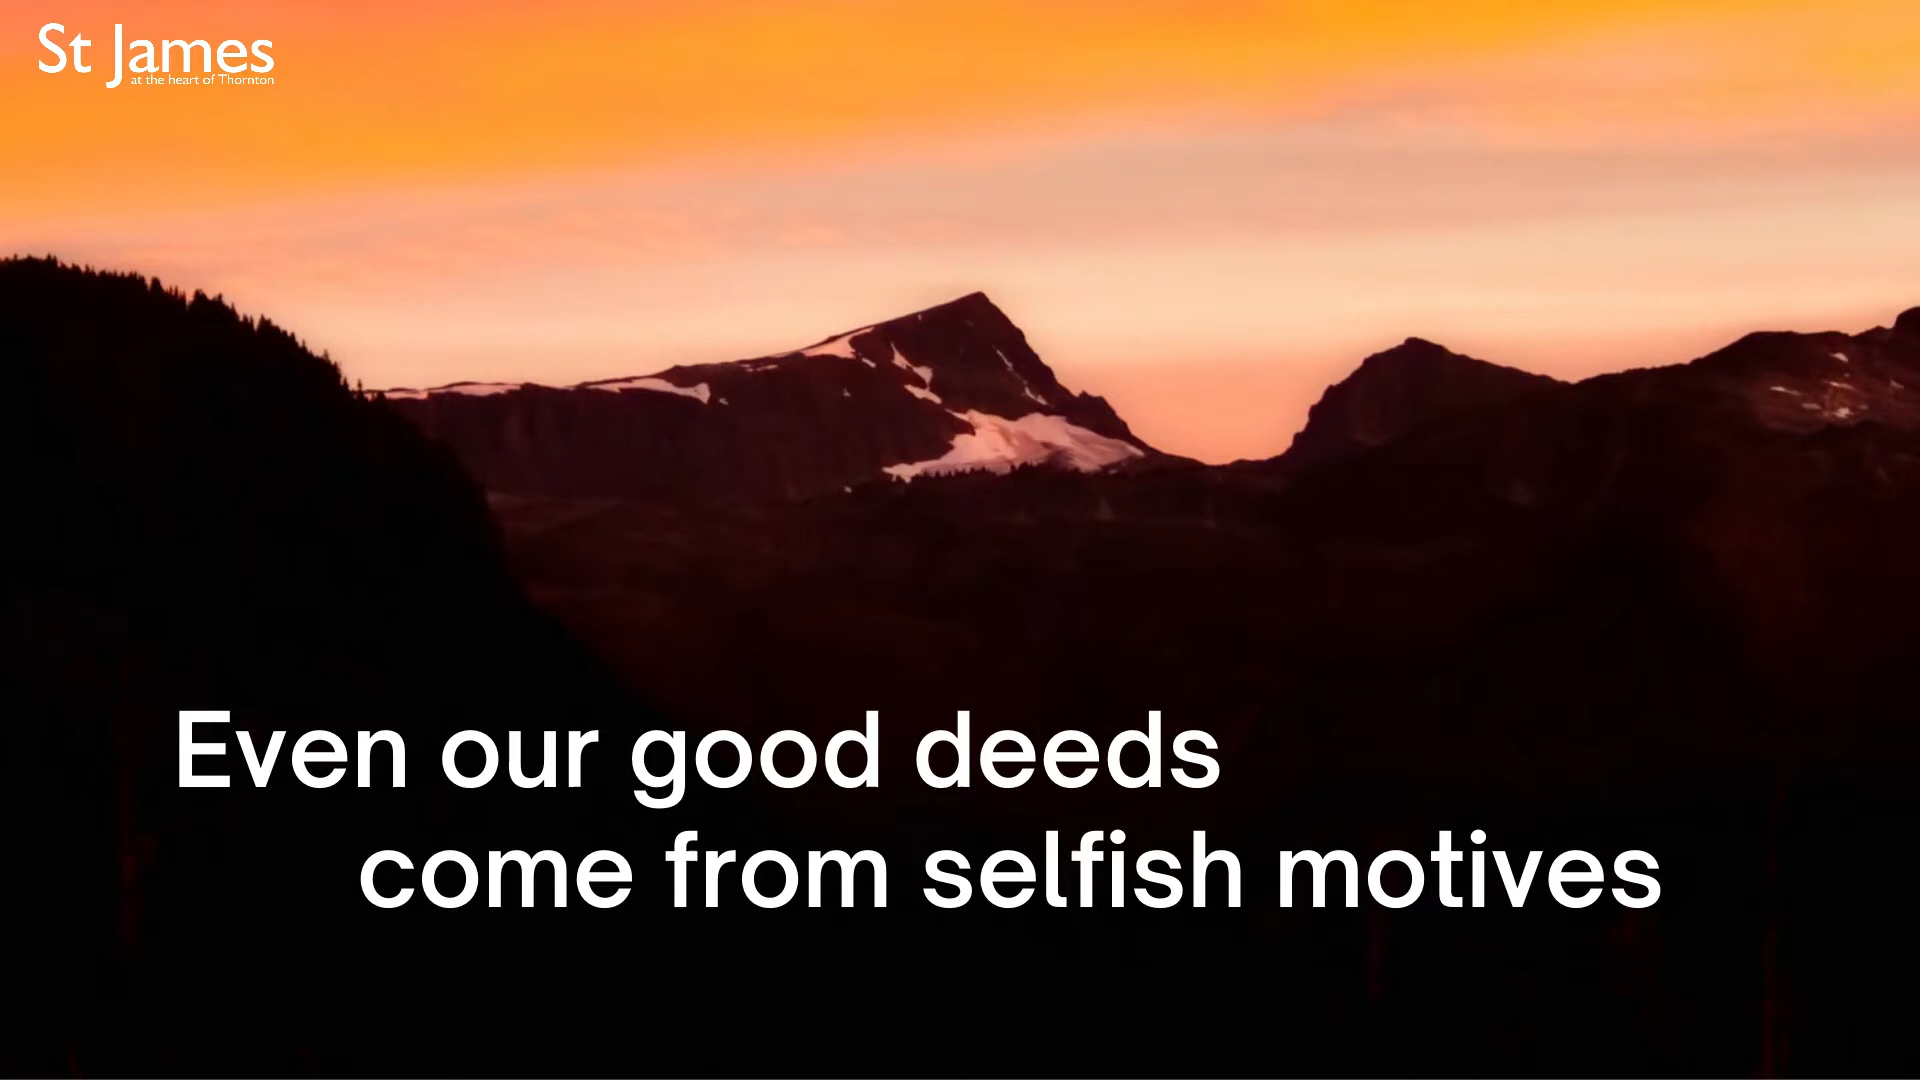 St James
at the heart of Thornton
Even our good deeds
come from selfish motives